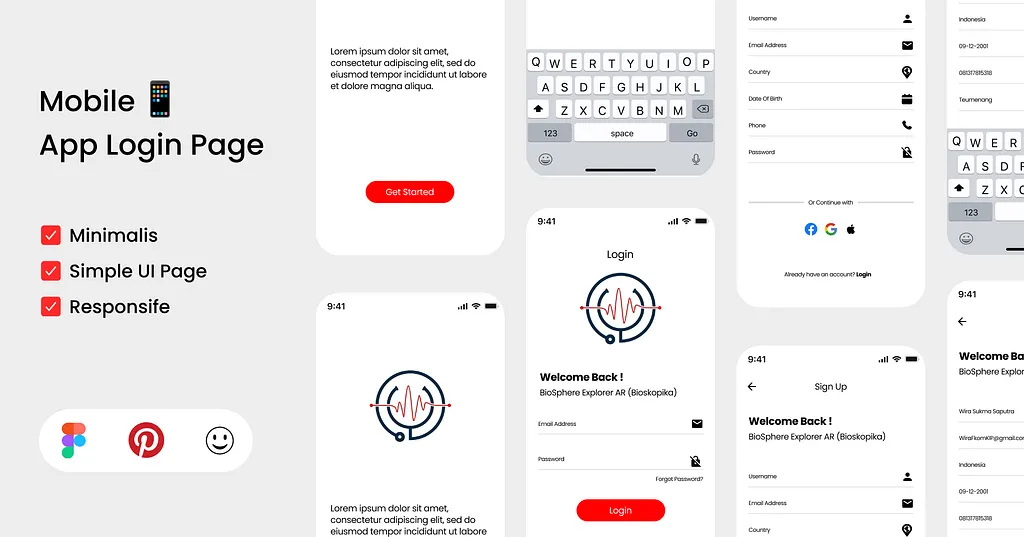 Mobile 📱
App Login Page
Minimalis
Simple UI Page
Responsife
Lorem ipsum dolor sit amet,
consectetur adipiscing elit, sed do
eiusmod tempor incididunt ut labore
et dolore magna aliqua.
Get Started
9:41
Lorem ipsum dolor sit amet,
consectetur adipiscing elit, sed do
eiusmod tempor incididunt ut labore
Q W E R T Y U I O P
A S D F G H J K L
Z X C V B N M
123 space Go
9:41
Login
Welcome Back !
BioSphere Explorer AR (Bioskopika)
Email Address
Password
Forgot Password?
Login
Username
Email Address
Country
Date Of Birth
Phone
Password
Or Continue with
Already have an account? Login
9:41
Sign Up
Welcome Back !
BioSphere Explorer AR (Bioskopika)
Username
Email Address
Country
Indonesia
09-12-2001
081317815318
Teumenang
Q W E R
A S D
Z X
123
9:41
Welcome Ba
BioSphere Explor
Wira Sukma Saputra
WiraFkomKIP@gmail.com
Indonesia
09-12-2001
081317815318